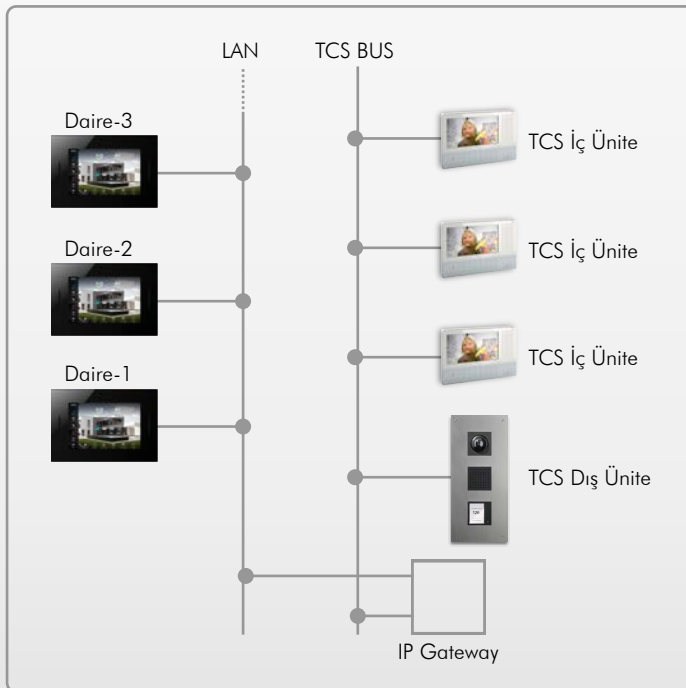 LAN
TCS BUS
Daire-3
TCS İç Ünite
Daire-2
TCS İç Ünite
Daire-1
TCS İç Ünite
TCS Dış Ünite
IP Gateway